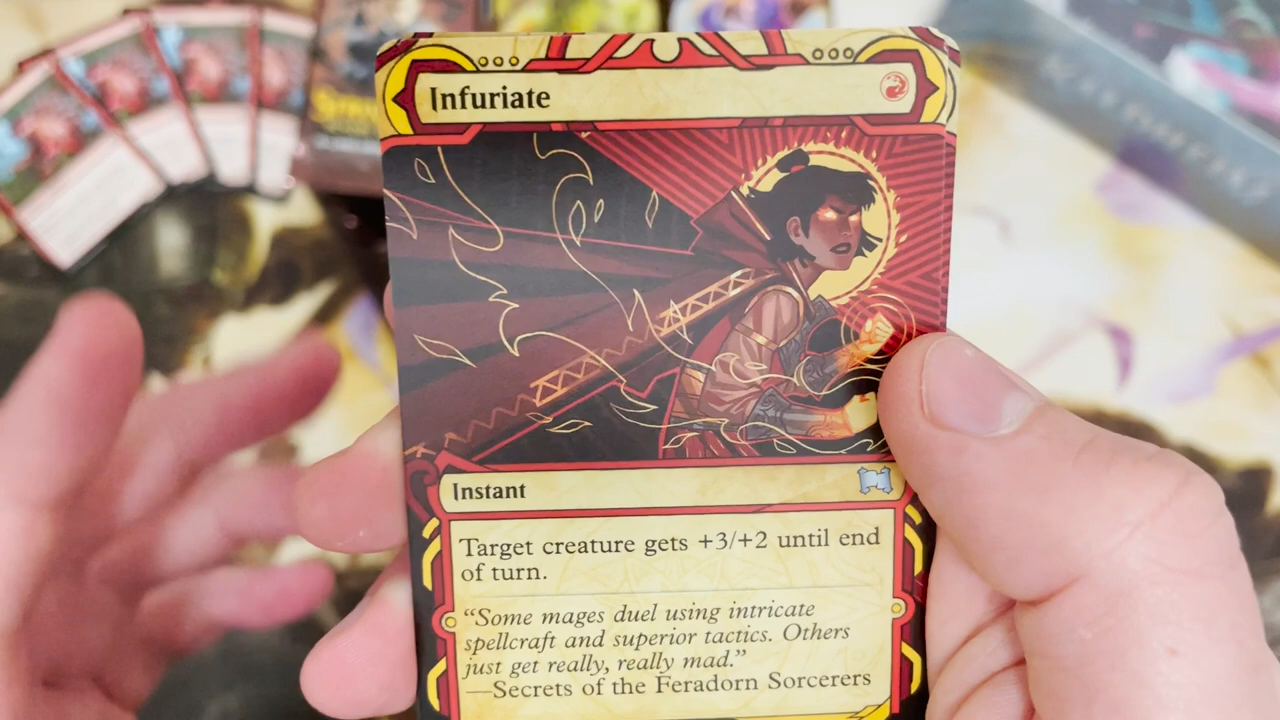 Infuriate
Instant
Target creature gets +3/+2 until end
of turn.
“Some mages duel using intricate
spellcraft and superior tactics. Others
just get really, really mad.”
—Secrets of the Feradorn Sorcerers